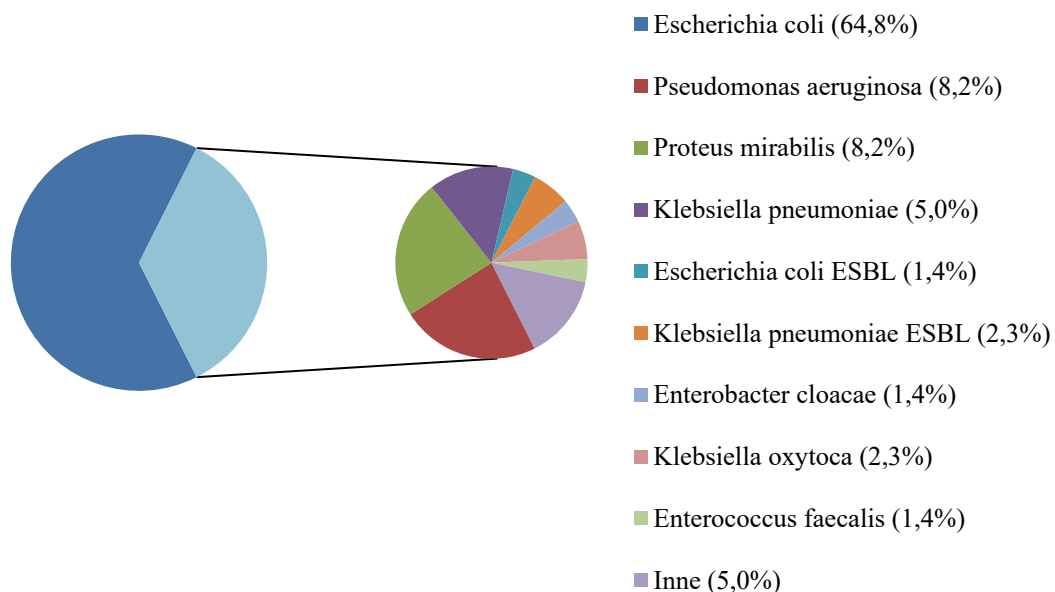 Escherichia coli (64,8%)
Pseudomonas aeruginosa (8,2%)
Proteus mirabilis (8,2%)
Klebsiella pneumoniae (5,0%)
Escherichia coli ESBL (1,4%)
Klebsiella pneumoniae ESBL (2,3%)
Enterobacter cloacae (1,4%)
Klebsiella oxytoca (2,3%)
Enterococcus faecalis (1,4%)
Inne (5,0%)